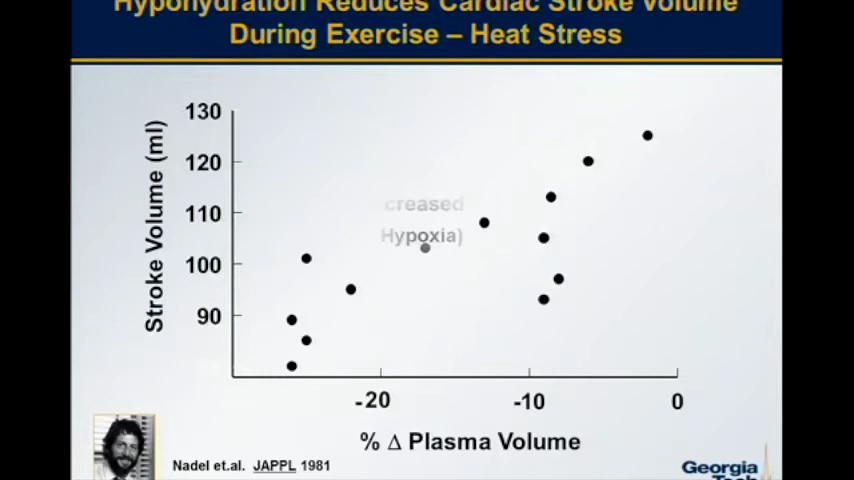 Hypohydration Reduces Cardiac Stroke Volume
During Exercise – Heat Stress
Stroke Volume (ml)
130
120
110
100
90
creased
Hypoxia)
-20
-10
0
% Δ Plasma Volume
Nadel et.al. JAPPL 1981
Georgia
Tech